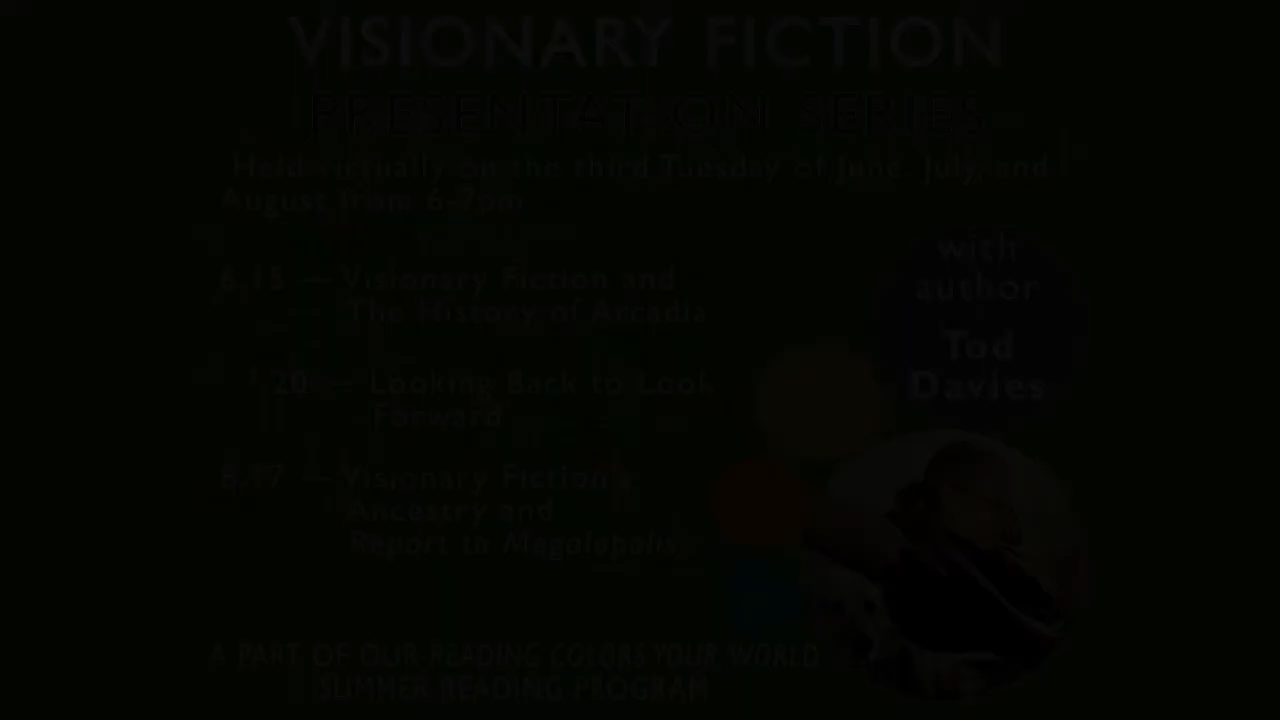 VISIONARY FICTION
PRESENTATION SERIES
Held virtually on the third Tuesday of June, July, and
August from 6-7pm
with
author
Tod
Davies
6.15 — Visionary Fiction and
The History of Arcadia
7.20 — Looking Back to Look
Forward
8.17 — Visionary Fiction's
Ancestry and
Report to Megalopolis
A PART OF OUR READING COLORS YOUR WORLD
SUMMER READING PROGRAM